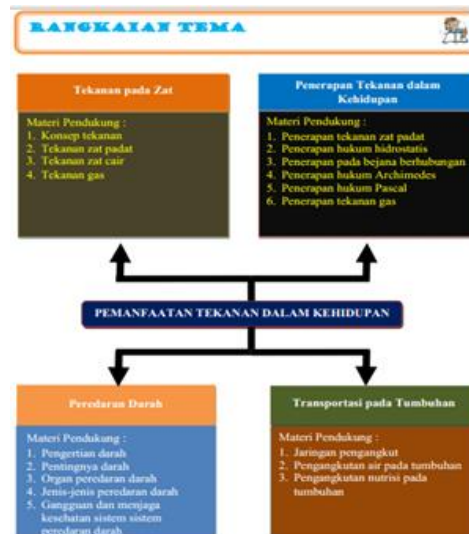 RANGKAIAN TEMA
Tekanan pada Zat
Materi Pendukung :
1. Konsep tekanan
2. Tekanan zat padat
3. Tekanan zat cair
4. Tekanan gas
Penerapan Tekanan dalam
Kehidupan
Materi Pendukung :
1. Penerapan tekanan zat padat
2. Penerapan hukum hidrostatis
3. Penerapan pada bejana berhubungan
4. Penerapan hukum Archimedes
5. Penerapan hukum Pascal
6. Penerapan tekanan gas
PEMANFAATAN TEKANAN DALAM KEHIDUPAN
Peredaran Darah
Materi Pendukung :
1. Pengertian darah
2. Pentingnya darah
3. Organ peredaran darah
4. Jenis-jenis peredaran darah
5. Gangguan dan menjaga
kesehatan sistem sistem
peredaran darah
Transportasi pada Tumbuhan
Materi Pendukung :
1. Jaringan pengangkut
2. Pengangkutan air pada tumbuhan
3. Pengangkutan nutrisi pada
tumbuhan